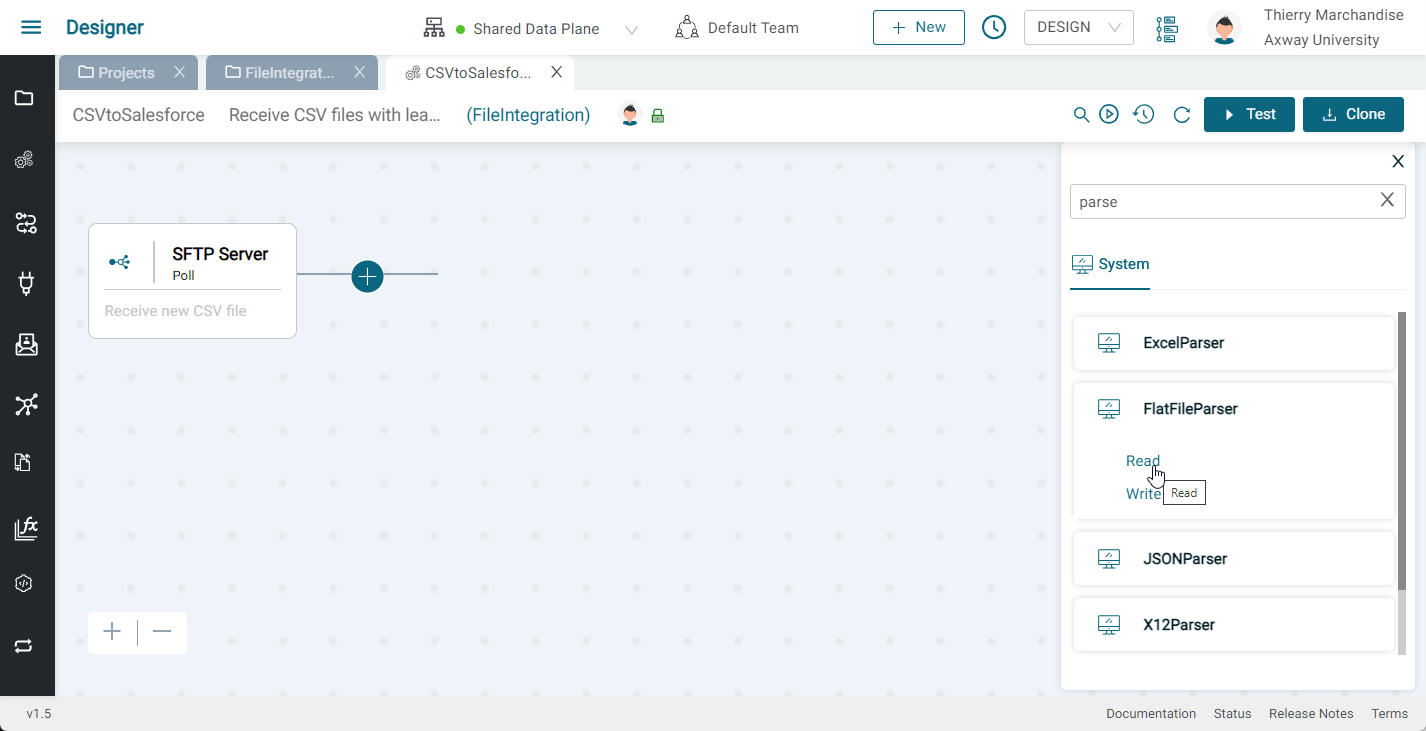 Designer
Shared Data Plane
Default Team
New
DESIGN
Thierry Marchandise
Axway University
Projects
FileIntegrat...
CSVtoSalesfo...
CSVtoSalesforce
Receive CSV files with lea...
(FileIntegration)
Test
Clone
SFTP Server
Poll
Receive new CSV file
parse
System
ExcelParser
FlatFileParser
Read
Write
Read
JSONParser
X12Parser
v1.5
Documentation
Status
Release Notes
Terms